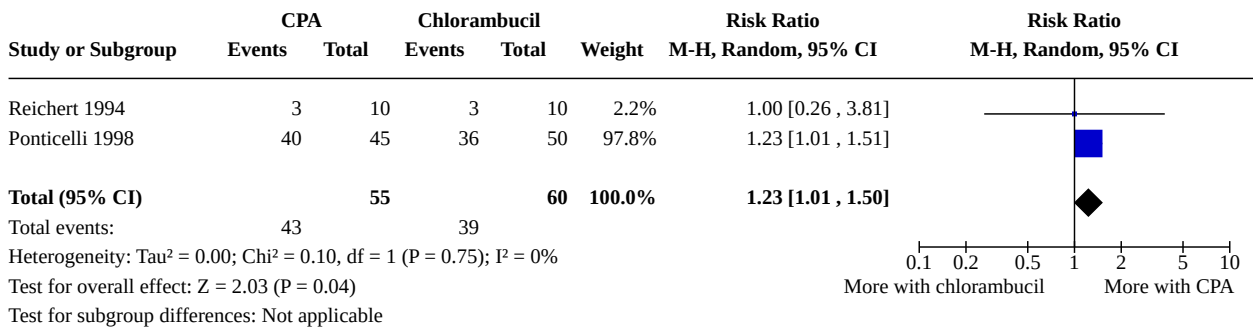 CPA Chlorambucil Risk Ratio Risk Ratio
Study or Subgroup Events Total Events Total Weight M-H, Random, 95% CI M-H, Random, 95% CI
Reichert 1994 3 10 3 10 2.2% 1.00 [0.26 , 3.81]
Ponticelli 1998 40 45 36 50 97.8% 1.23 [1.01 , 1.51]
Total (95% CI) 55 60 100.0% 1.23 [1.01 , 1.50]
Total events: 43 39
Heterogeneity: Tau² = 0.00; Chi² = 0.10, df = 1 (P = 0.75); I² = 0%
0.1 0.2 0.5 1 2 5 10
Test for overall effect: Z = 2.03 (P = 0.04) More with chlorambucil More with CPA
Test for subgroup differences: Not applicable